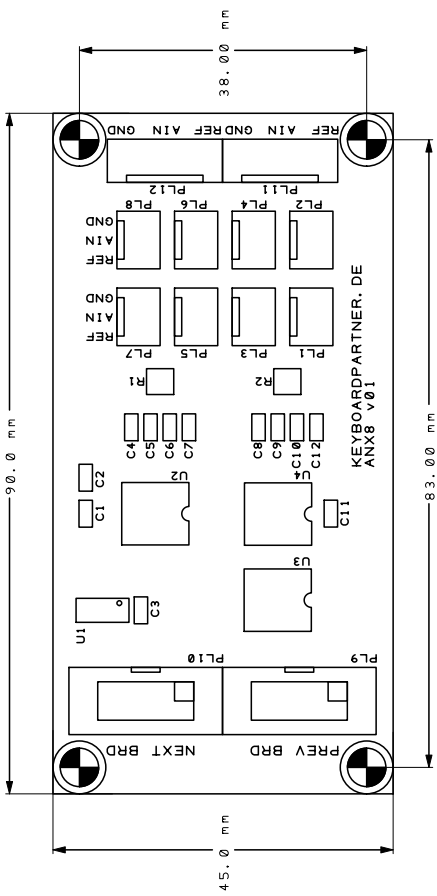 38.00 mm
GND AIN REF GND AIN REF
PL12 PL11
PL8 PL6 PL4 PL2
GND
AIN
REF
GND
AIN
REF
PL7 PL5 PL3 PL1
R1 R2
KEYBOARDPARTNER.DE
ANX8 v01
C4 C5 C6 C7 C8 C9 C10 C12
C2
U2 U4
C1
C11
U3
U1
C3
PL10 PL9
NEXT BRD PREV BRD
90.0 mm
83.00 mm
45.0 mm